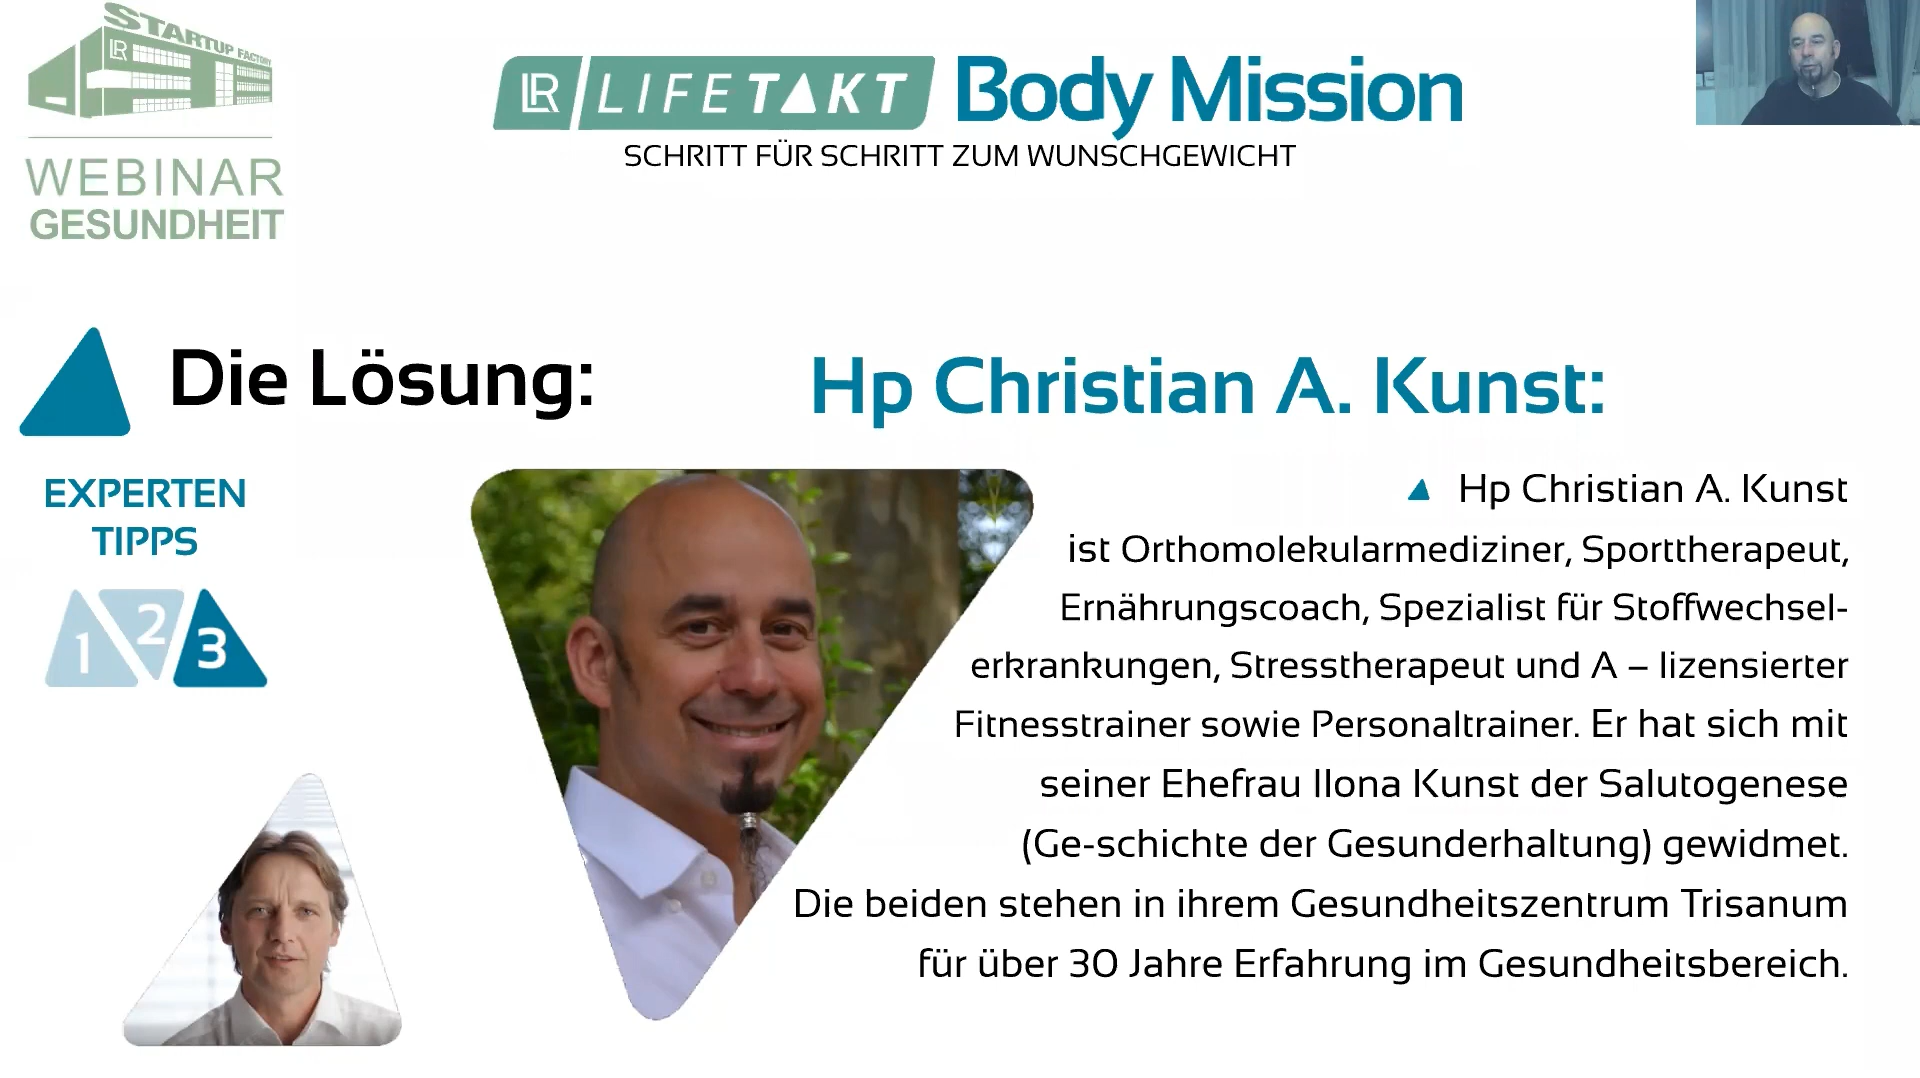 STARTUP FACTORY
LR
WEBINAR
GESUNDHEIT
LR LIFETAKT Body Mission
SCHRITT FÜR SCHRITT ZUM WUNSCHGEWICHT
Die Lösung:
EXPERTEN
TIPPS
1 2 3
Hp Christian A. Kunst:
Hp Christian A. Kunst
ist Orthomolekularmediziner, Sporttherapeut,
Ernährungscoach, Spezialist für Stoffwechsel-
erkrankungen, Stresstherapeut und A – lizensierter
Fitnesstrainer sowie Personaltrainer. Er hat sich mit
seiner Ehefrau Ilona Kunst der Salutogenese
(Ge-schichte der Gesunderhaltung) gewidmet.
Die beiden stehen in ihrem Gesundheitszentrum Trisanum
für über 30 Jahre Erfahrung im Gesundheitsbereich.